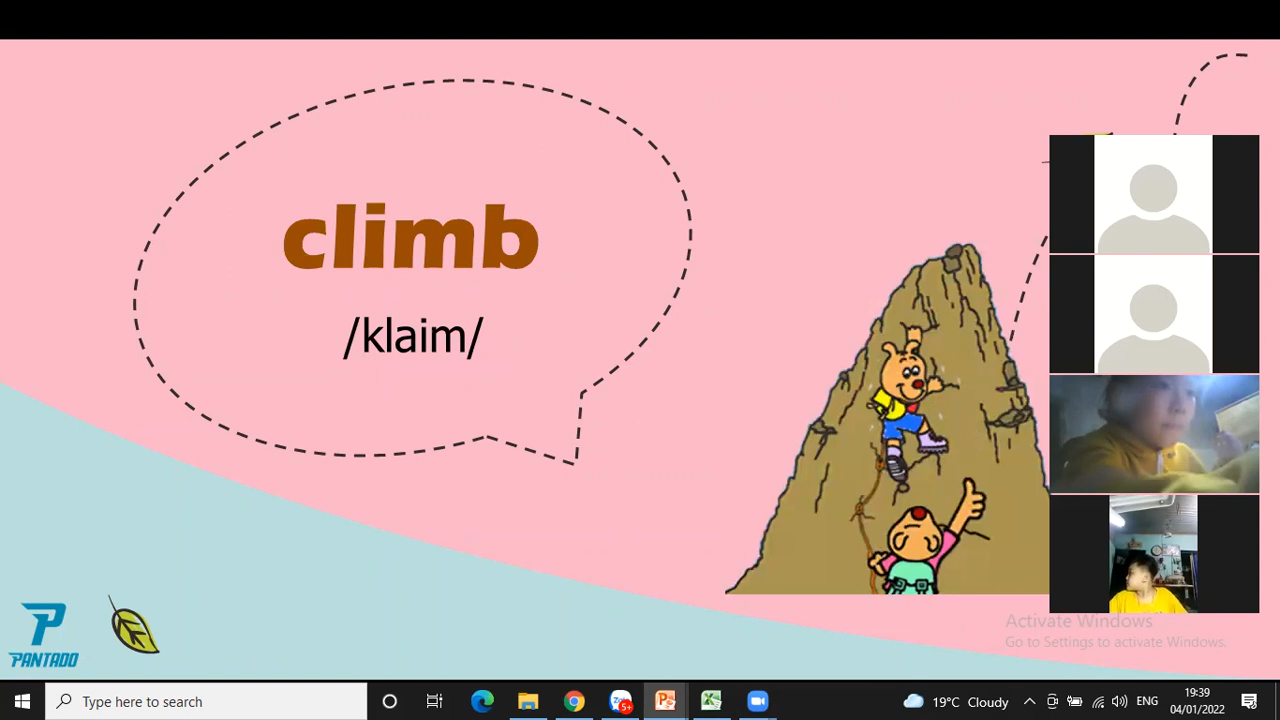 climb
/klaim/
PANTADO
Activate Windows
Go to Settings to activate Windows.
Type here to search
5+
19°C Cloudy
ENG
19:39
04/01/2022